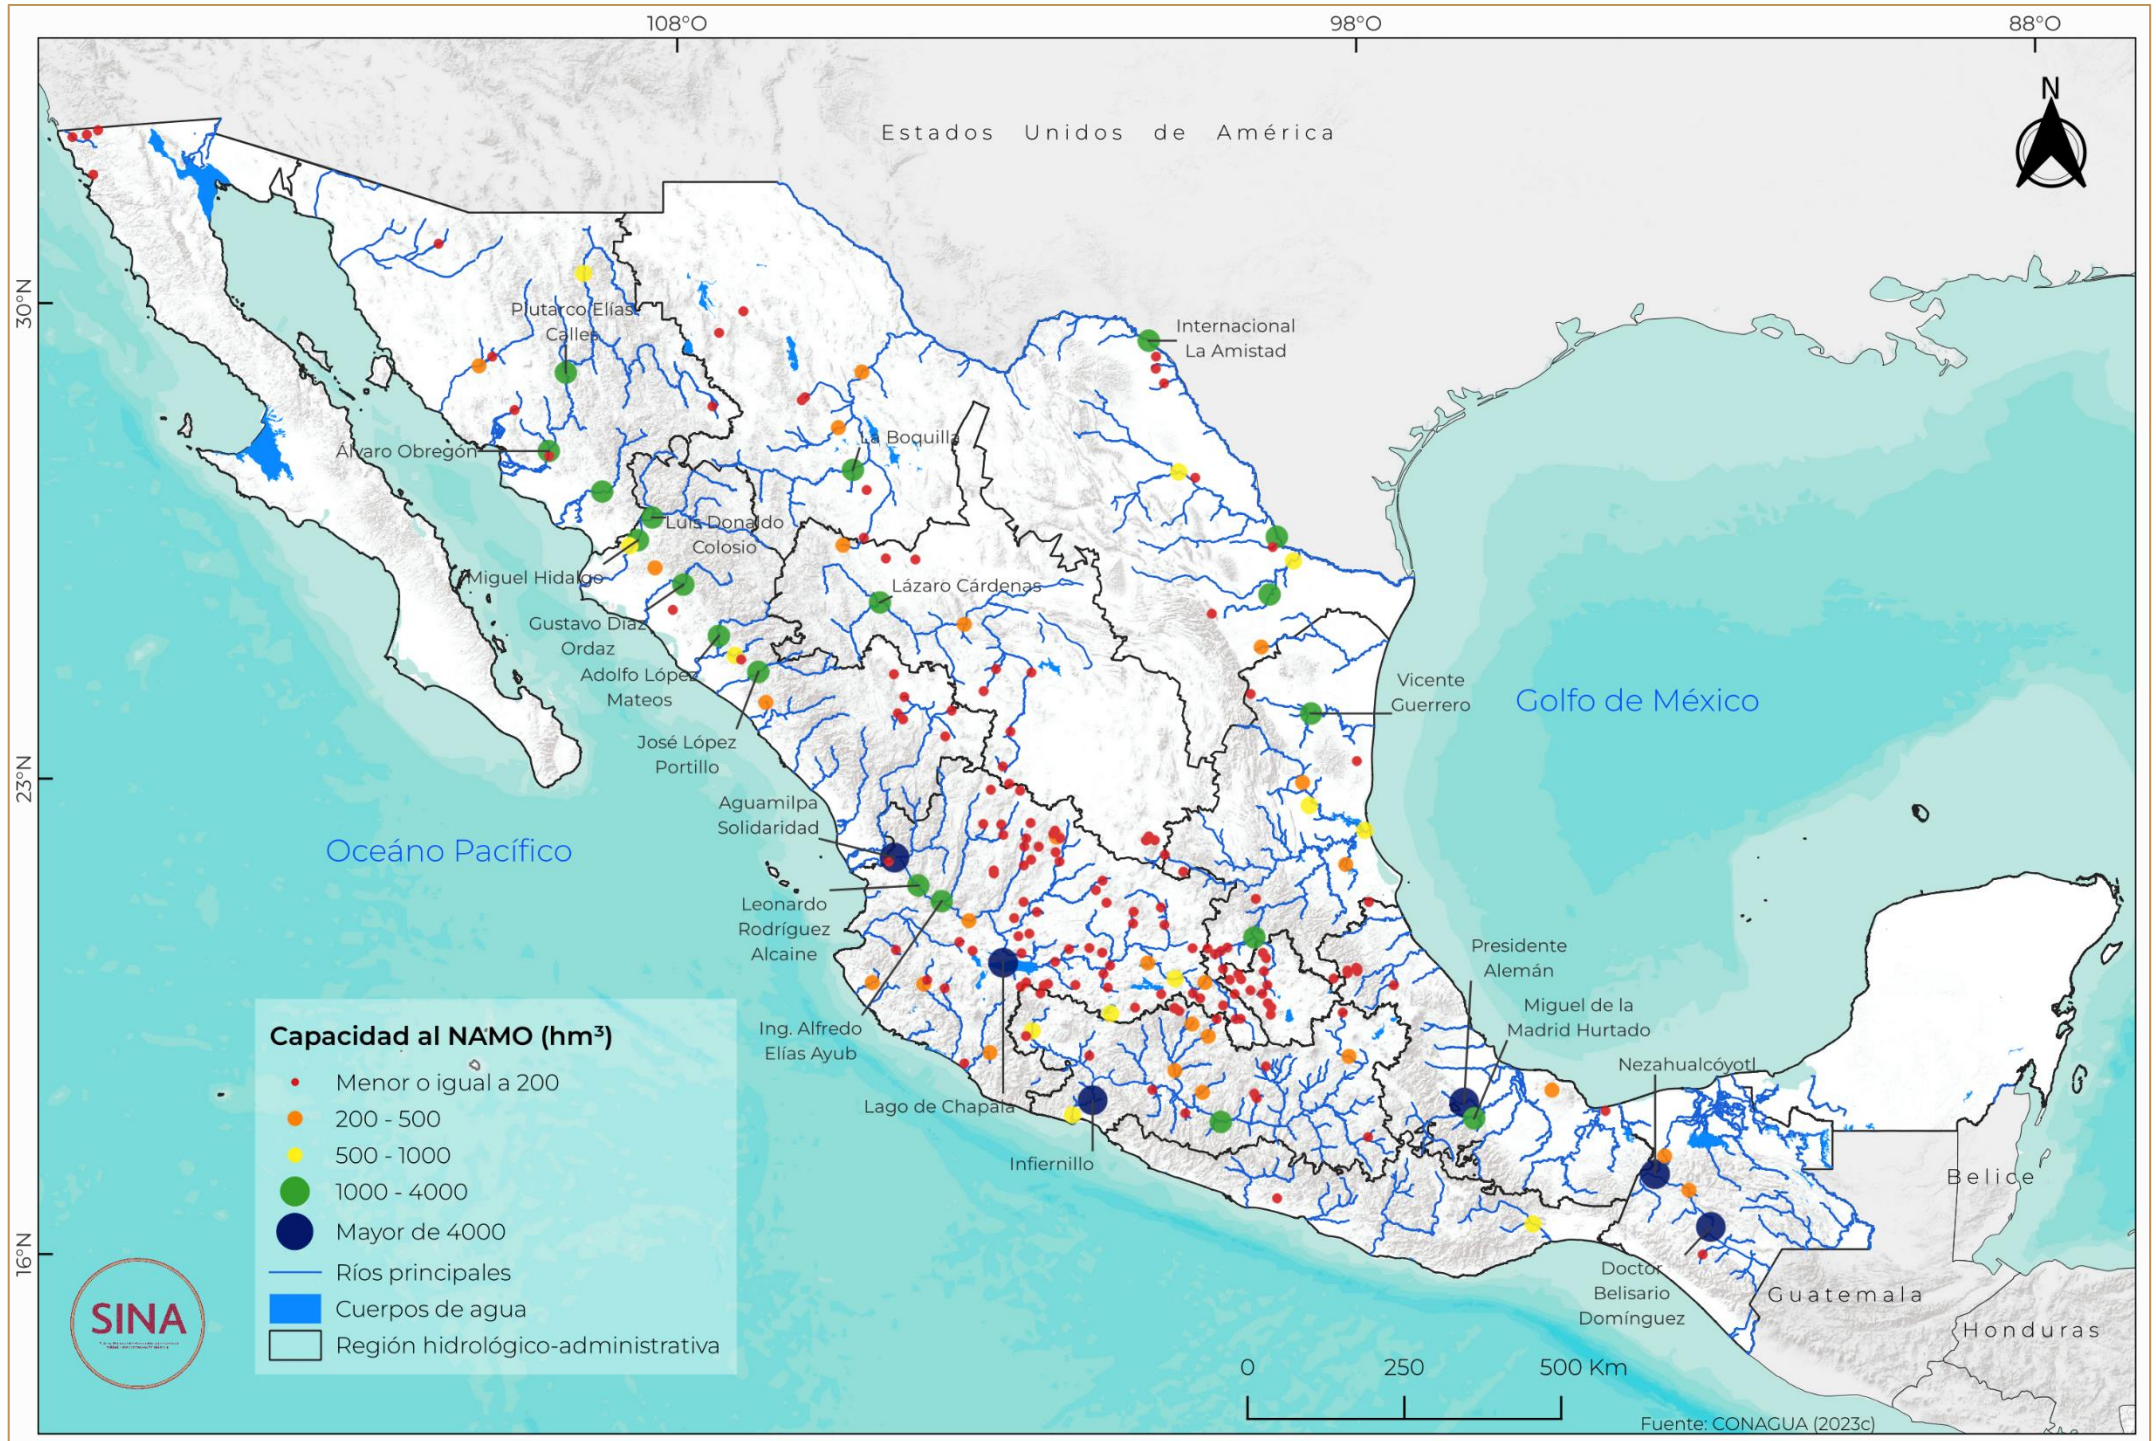 108°O
98°O
88°O
N
Estados Unidos de América
30°N
23°N
16°N
Plutarco Elías
Calles
Internacional
La Amistad
Álvaro Obregón
La Boquilla
Luis Donaldo
Colosio
Miguel Hidalgo
Lázaro Cárdenas
Gustavo Díaz
Ordaz
Adolfo López
Mateos
José López
Portillo
Vicente
Guerrero
Golfo de México
Aguamilpa
Solidaridad
Oceáno Pacífico
Leonardo
Rodríguez
Alcaine
Ing. Alfredo
Elías Ayub
Presidente
Alemán
Miguel de la
Madrid Hurtado
Nezahualcóyotl
Lago de Chapala
Infiernillo
Belice
Doctor
Belisario
Domínguez
Guatemala
Honduras
Capacidad al NAMO (hm³)
Menor o igual a 200
200 - 500
500 - 1000
1000 - 4000
Mayor de 4000
Ríos principales
Cuerpos de agua
Región hidrológico-administrativa
SINA
0 250 500 Km
Fuente: CONAGUA (2023c)